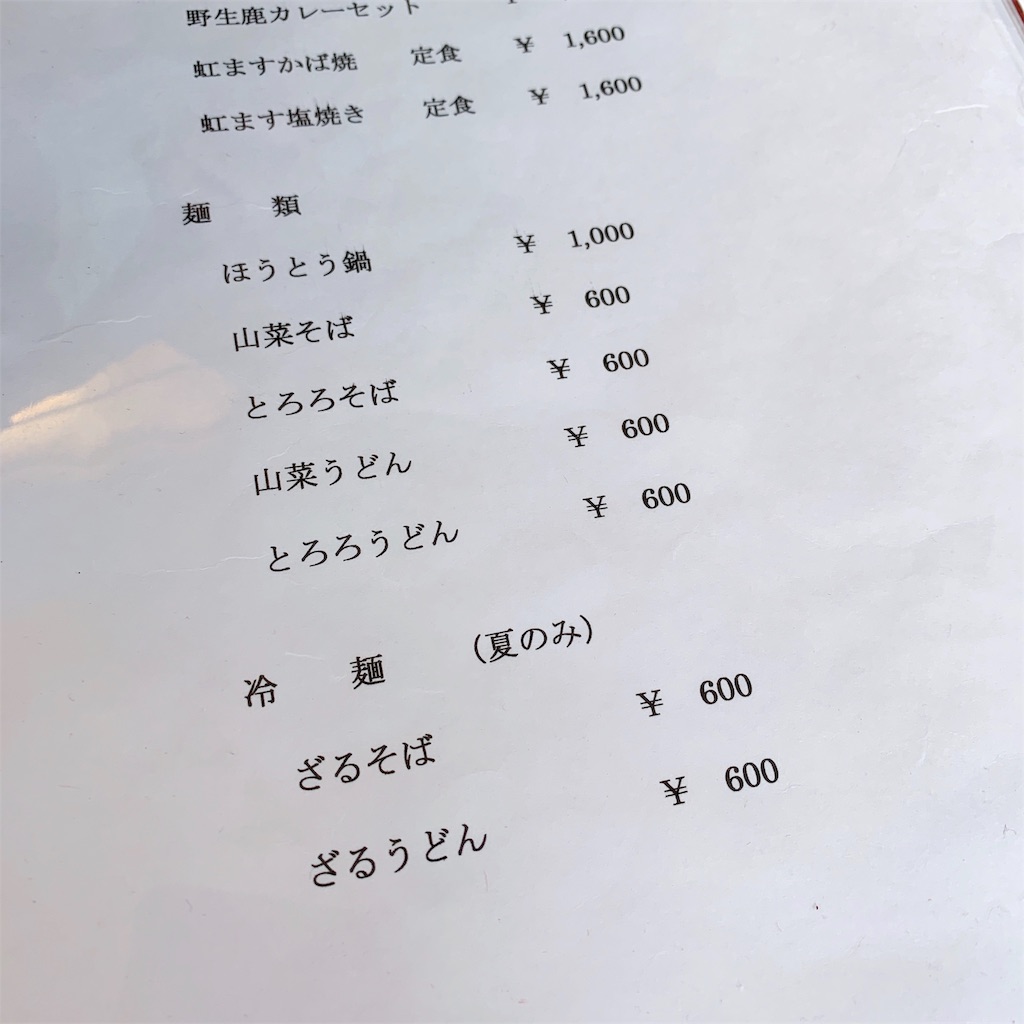 野生鹿カレーセット
虹ますかば焼 定食 ¥ 1,600
虹ます塩焼き 定食 ¥ 1,600
麺 類
ほうとう鍋 ¥ 1,000
山菜そば ¥ 600
とろろそば ¥ 600
山菜うどん ¥ 600
とろろうどん ¥ 600
冷 麺 (夏のみ)
ざるそば ¥ 600
ざるうどん ¥ 600